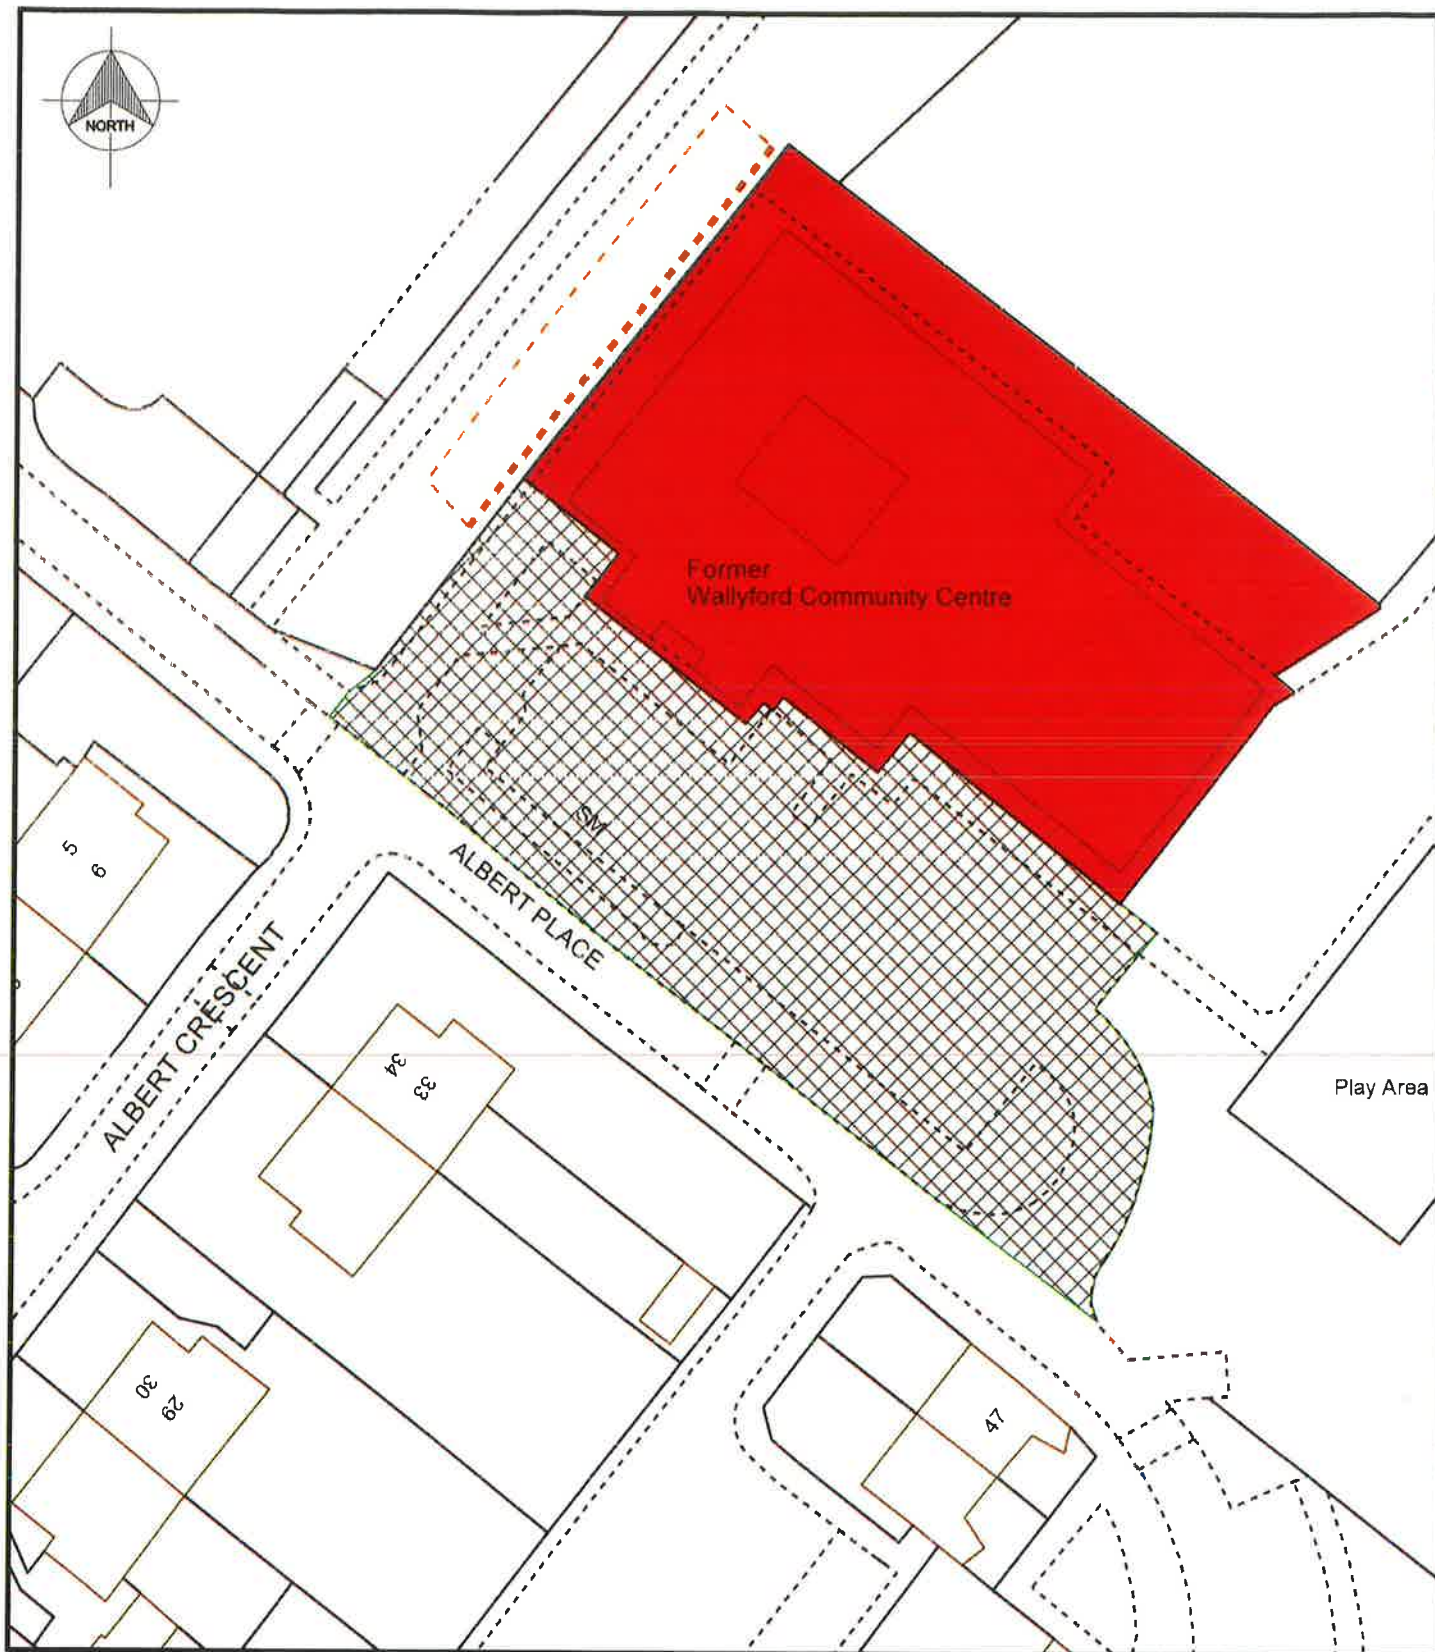 NORTH
Former
Wallyford Community Centre
SM
ALBERT PLACE
5
6
ALBERT CRESCENT
34
33
Play Area
30
29
47